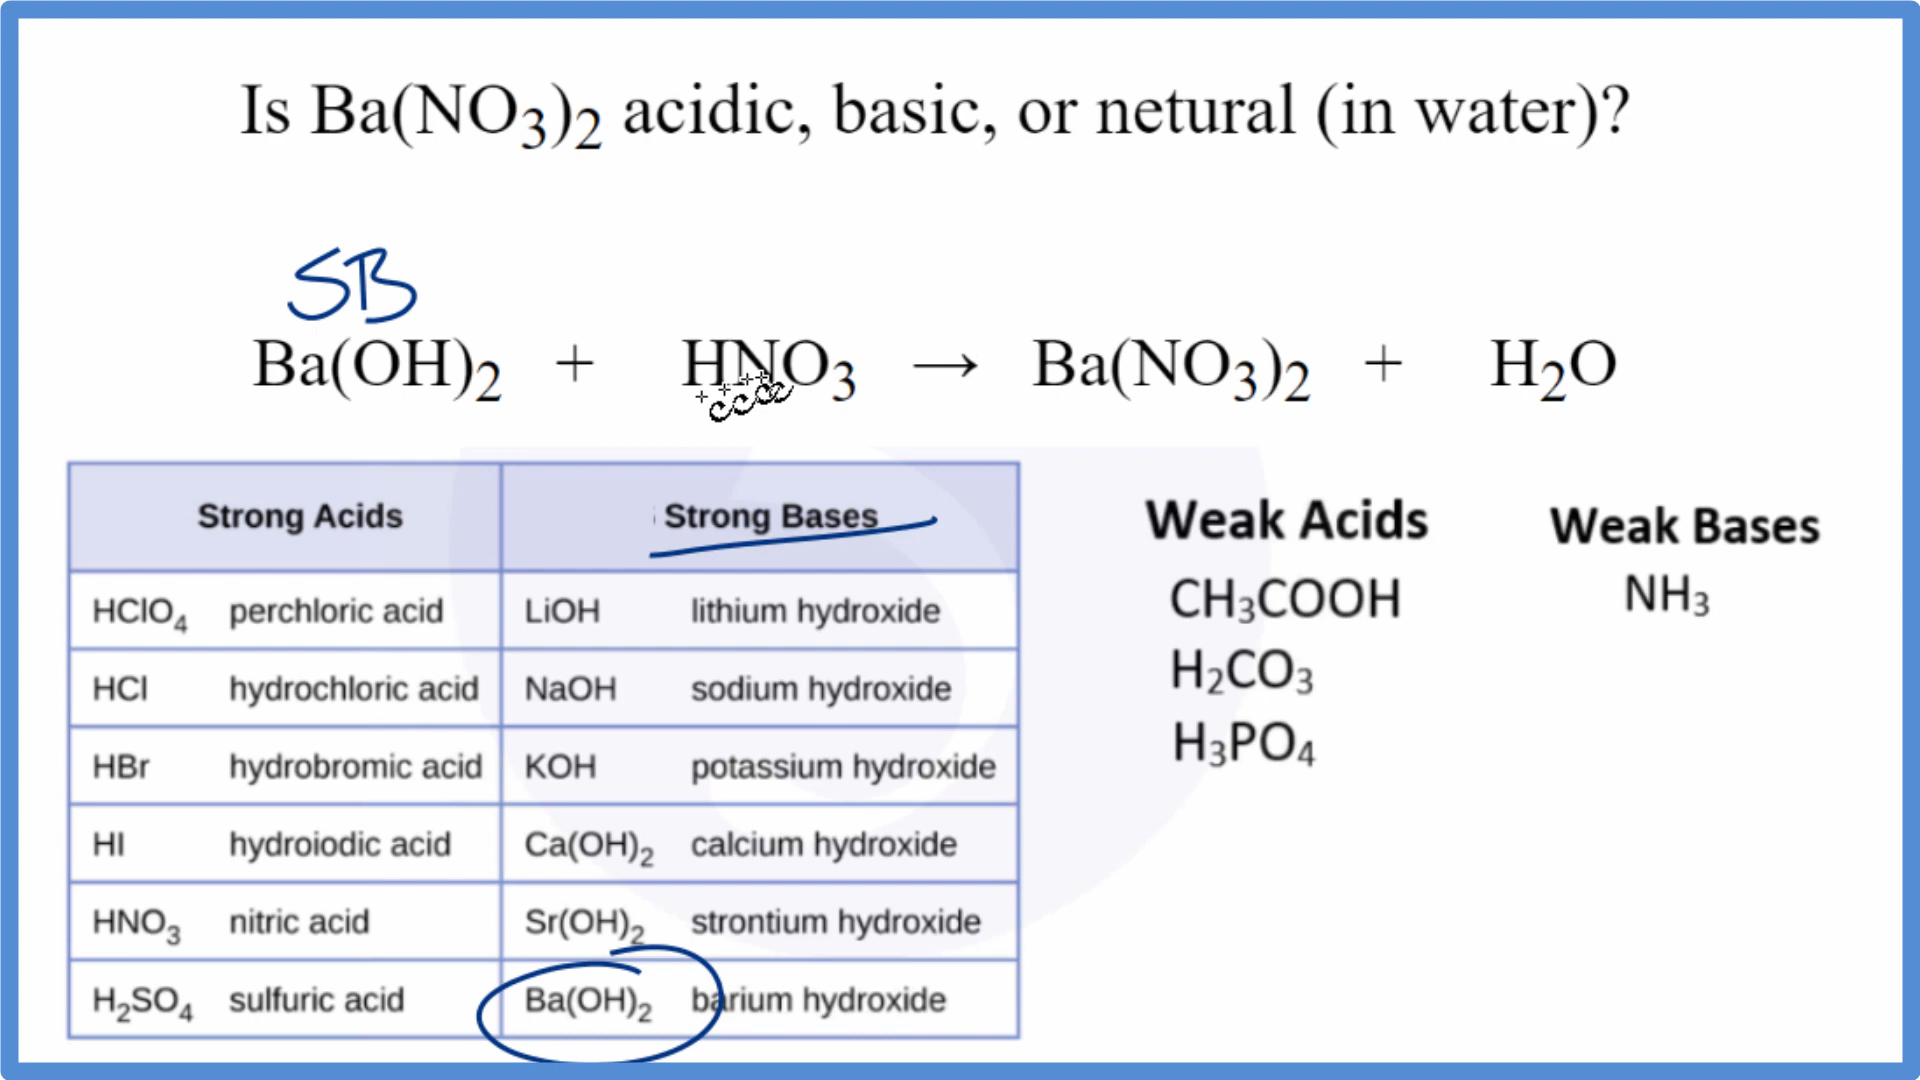 Is Ba(NO₃)₂ acidic, basic, or netural (in water)?
SB
Ba(OH)₂ + HNO₃ → Ba(NO₃)₂ + H₂O
Strong Acids Strong Bases
HClO₄ perchloric acid LiOH lithium hydroxide
HCl hydrochloric acid NaOH sodium hydroxide
HBr hydrobromic acid KOH potassium hydroxide
HI hydroiodic acid Ca(OH)₂ calcium hydroxide
HNO₃ nitric acid Sr(OH)₂ strontium hydroxide
H₂SO₄ sulfuric acid Ba(OH)₂ barium hydroxide
Weak Acids
CH₃COOH
H₂CO₃
H₃PO₄
Weak Bases
NH₃